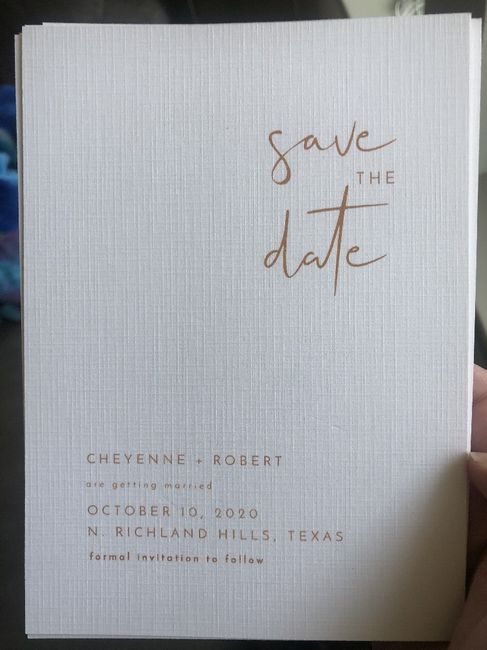 save
THE
date
CHEYENNE + ROBERT
are getting married
OCTOBER 10, 2020
N. RICHLAND HILLS, TEXAS
formal invitation to follow